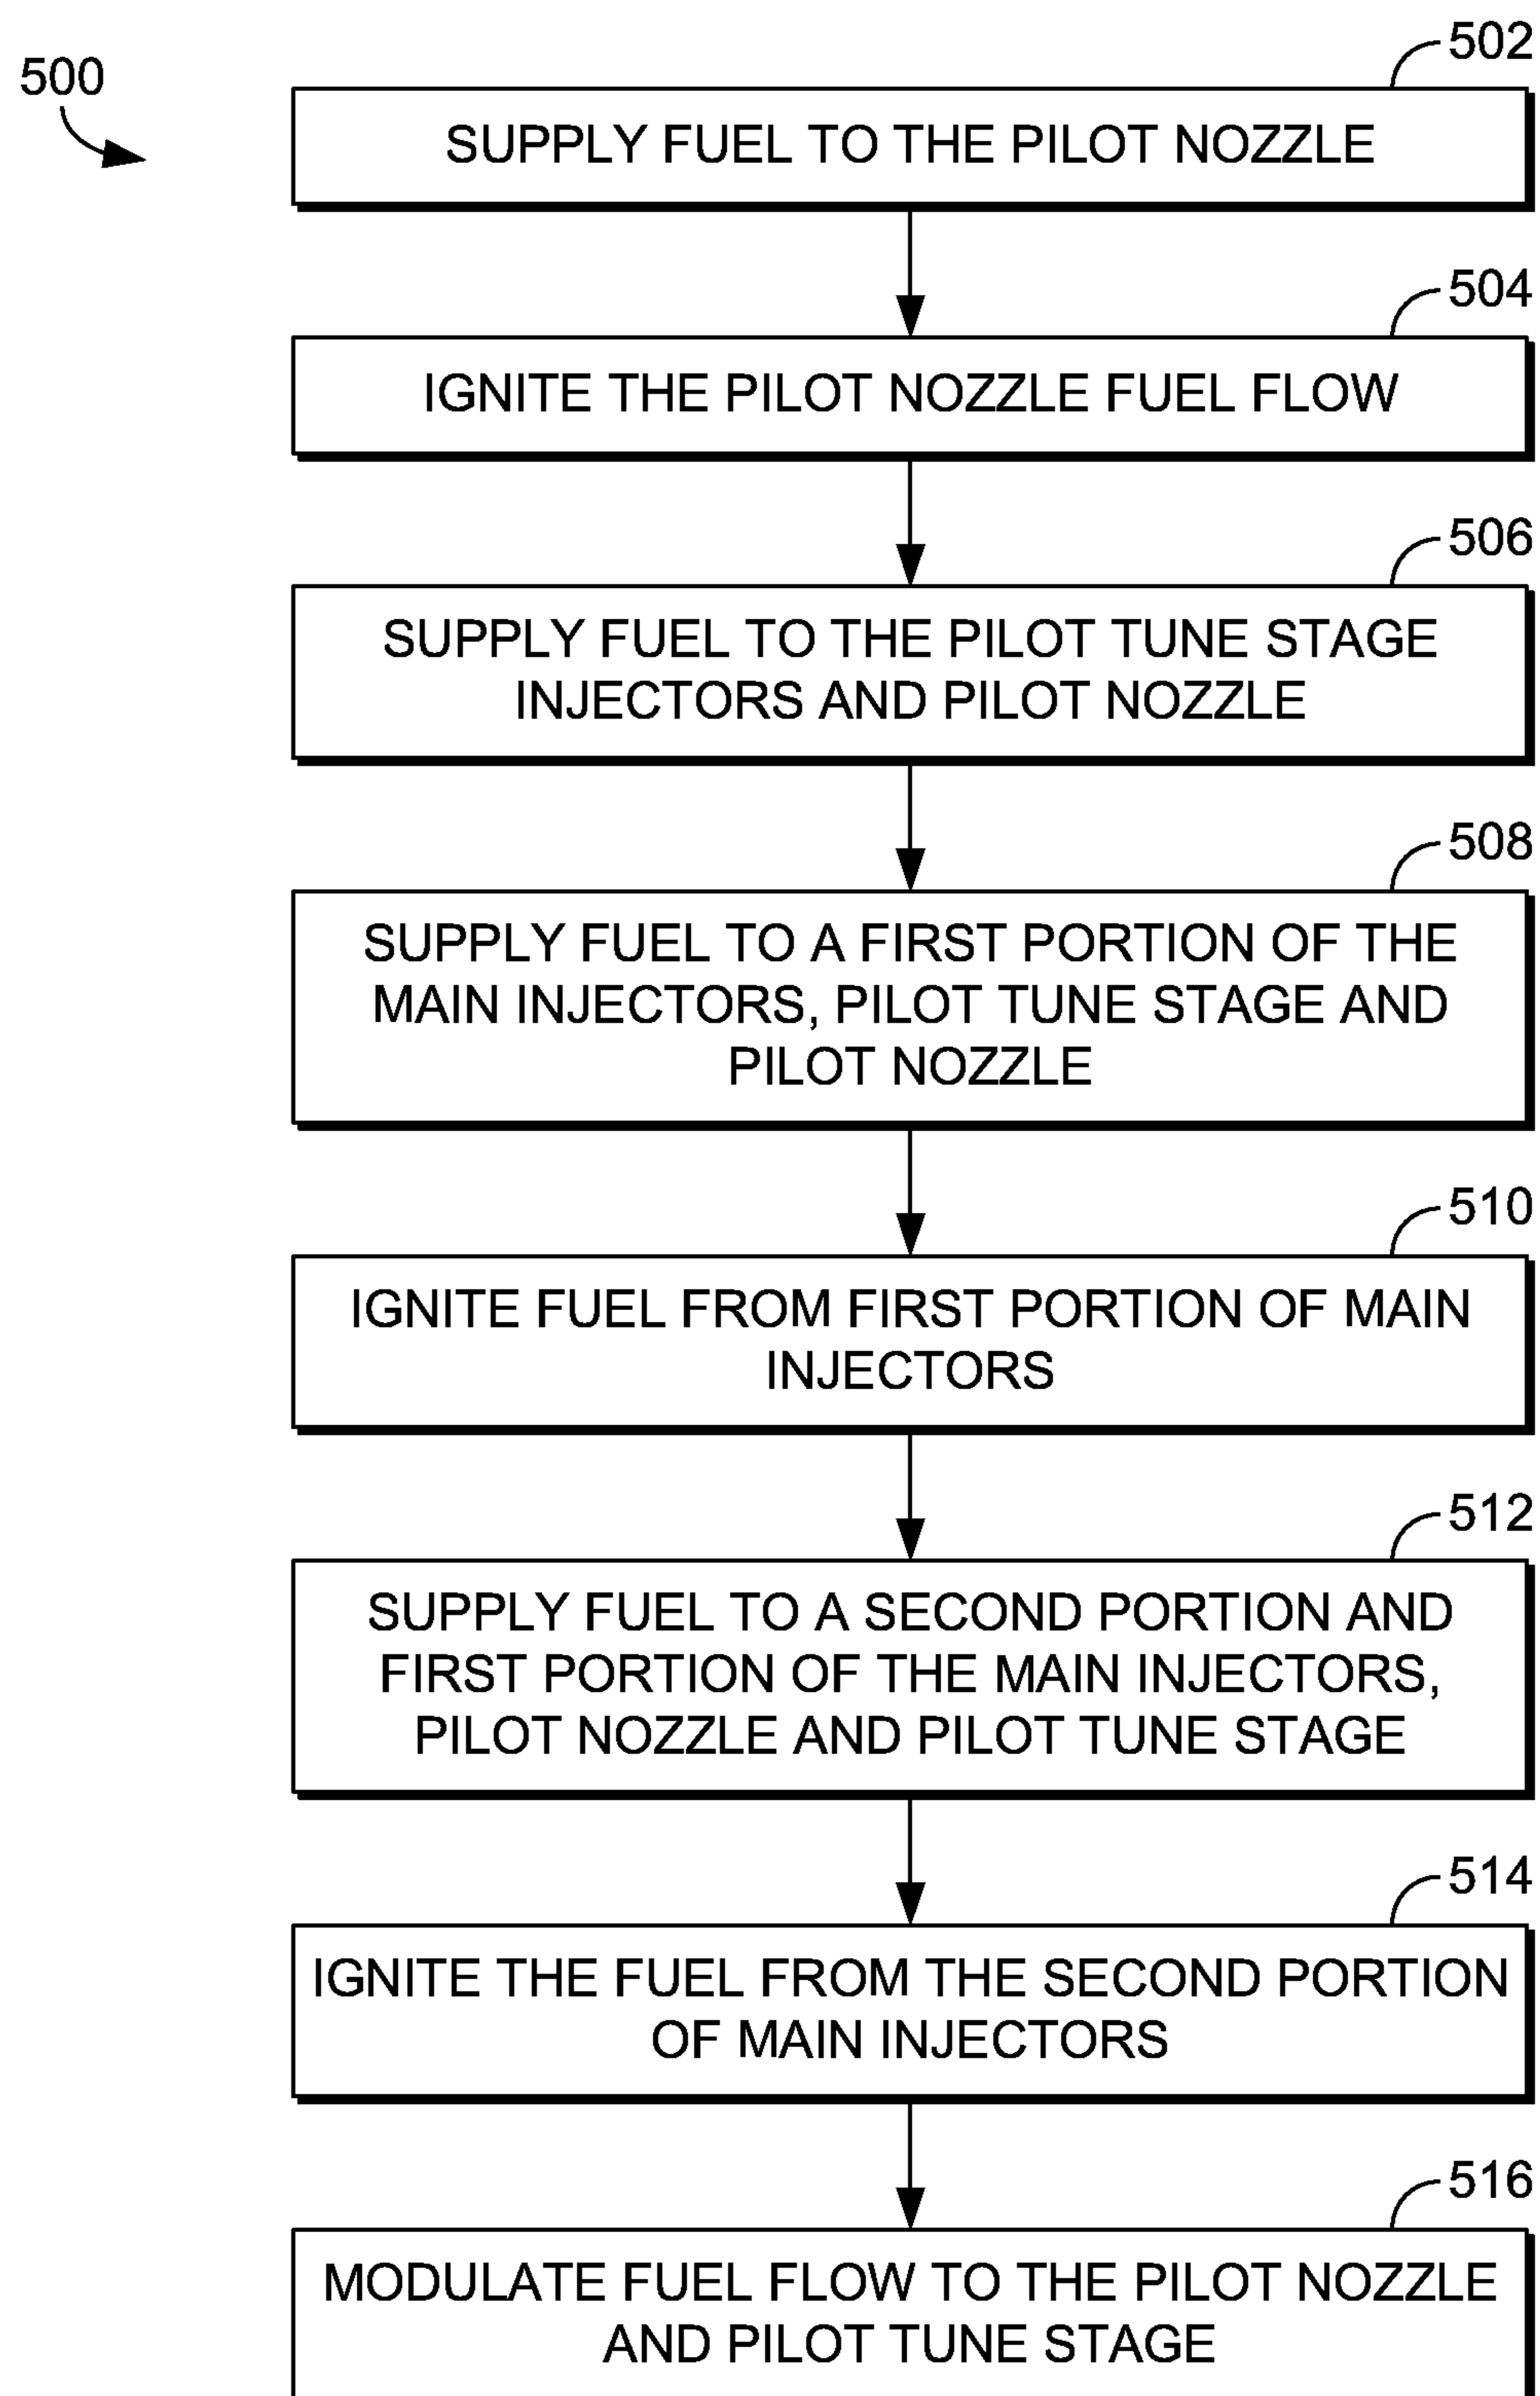 500
502
SUPPLY FUEL TO THE PILOT NOZZLE
504
IGNITE THE PILOT NOZZLE FUEL FLOW
506
SUPPLY FUEL TO THE PILOT TUNE STAGE
INJECTORS AND PILOT NOZZLE
508
SUPPLY FUEL TO A FIRST PORTION OF THE
MAIN INJECTORS, PILOT TUNE STAGE AND
PILOT NOZZLE
510
IGNITE FUEL FROM FIRST PORTION OF MAIN
INJECTORS
512
SUPPLY FUEL TO A SECOND PORTION AND
FIRST PORTION OF THE MAIN INJECTORS,
PILOT NOZZLE AND PILOT TUNE STAGE
514
IGNITE THE FUEL FROM THE SECOND PORTION
OF MAIN INJECTORS
516
MODULATE FUEL FLOW TO THE PILOT NOZZLE
AND PILOT TUNE STAGE